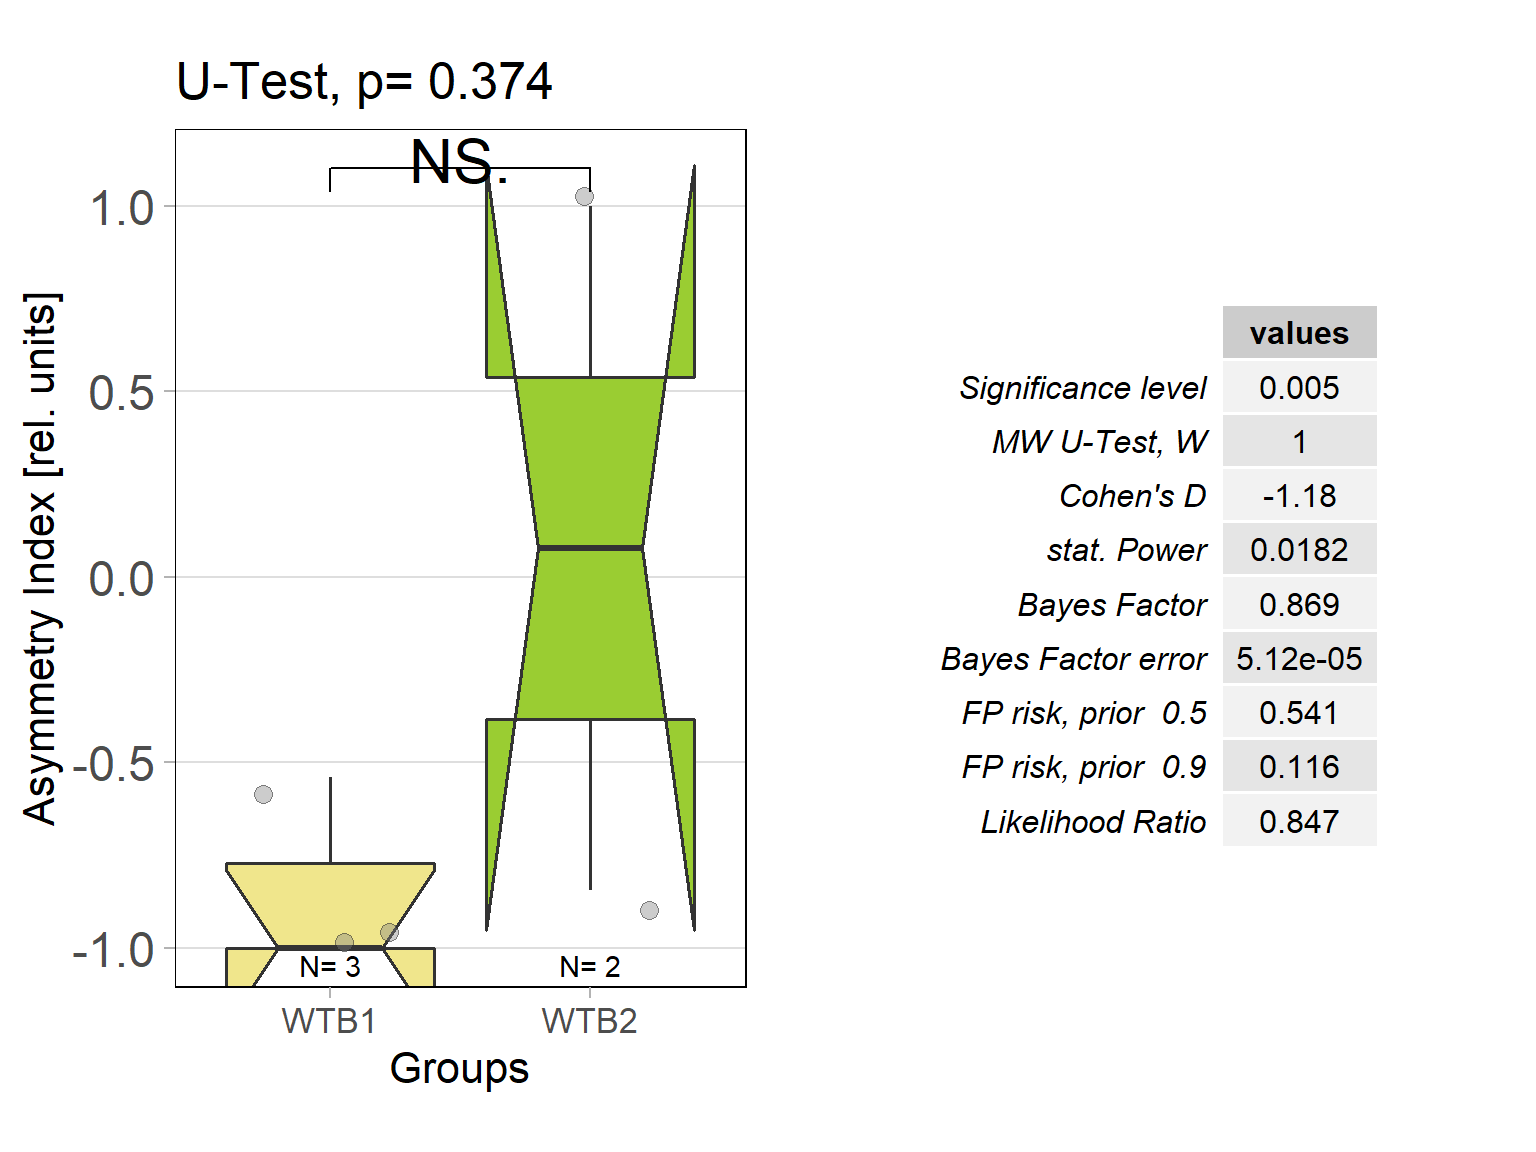 U-Test, p= 0.374
NS.
1.0
0.5
0.0
-0.5
-1.0
Asymmetry Index [rel. units]
N= 3
N= 2
WTB1
WTB2
Groups
values
Significance level 0.005
MW U-Test, W 1
Cohen's D -1.18
stat. Power 0.0182
Bayes Factor 0.869
Bayes Factor error 5.12e-05
FP risk, prior  0.5 0.541
FP risk, prior  0.9 0.116
Likelihood Ratio 0.847